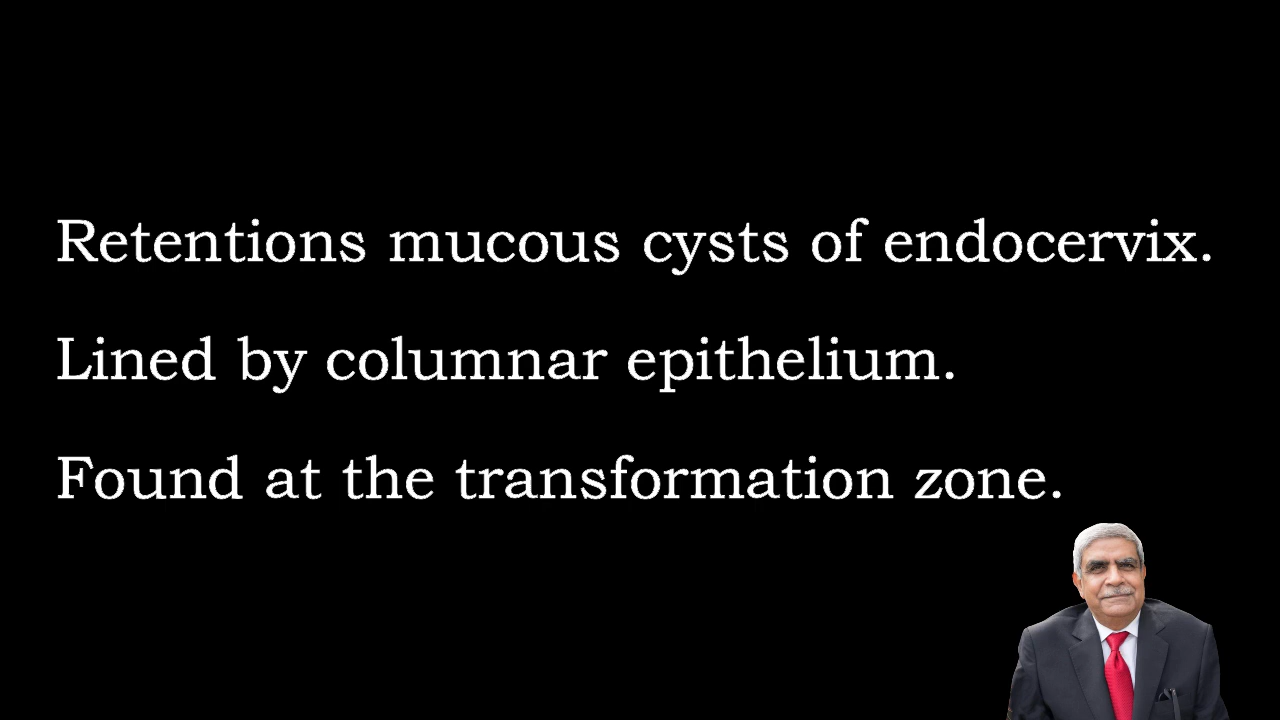 Retentions mucous cysts of endocervix.
Lined by columnar epithelium.
Found at the transformation zone.